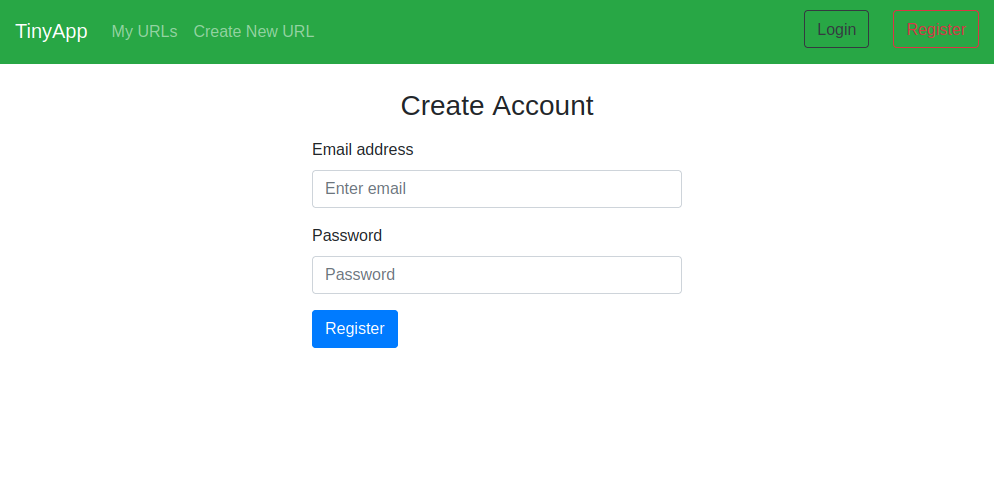 TinyApp My URLs Create New URL Login Register
Create Account
Email address
Enter email
Password
Password
Register